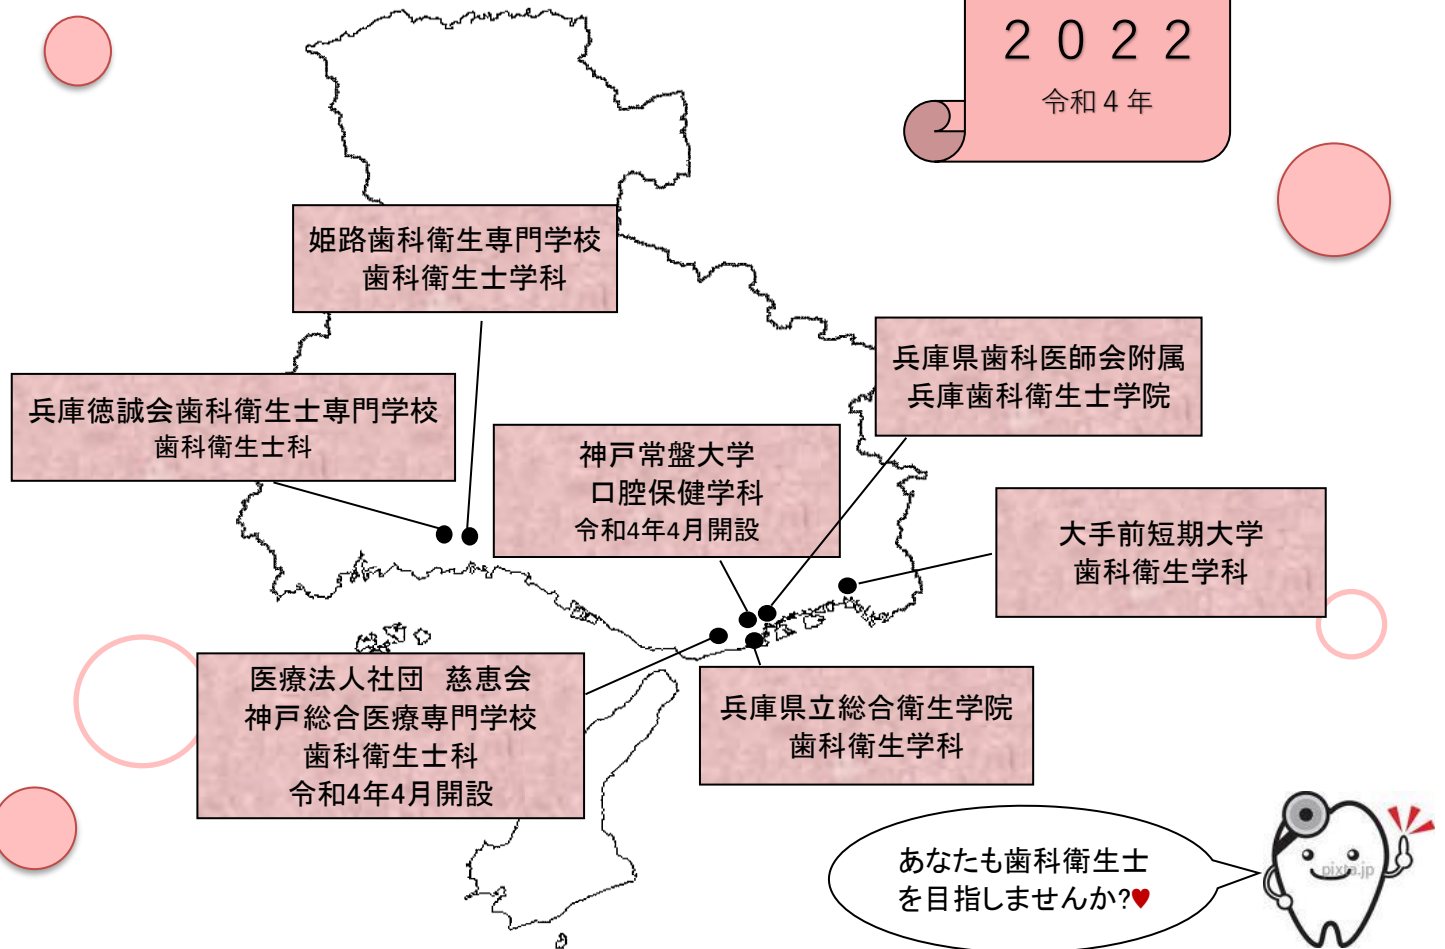 ２０２２
令和４年
姫路歯科衛生専門学校
歯科衛生士学科
兵庫県歯科医師会附属
兵庫歯科衛生士学院
兵庫徳誠会歯科衛生士専門学校
歯科衛生士科
神戸常盤大学
口腔保健学科
令和4年4月開設
大手前短期大学
歯科衛生学科
医療法人社団　慈恵会
神戸総合医療専門学校
歯科衛生士科
令和4年4月開設
兵庫県立総合衛生学院
歯科衛生学科
あなたも歯科衛生士
を目指しませんか?♥
pixta.jp